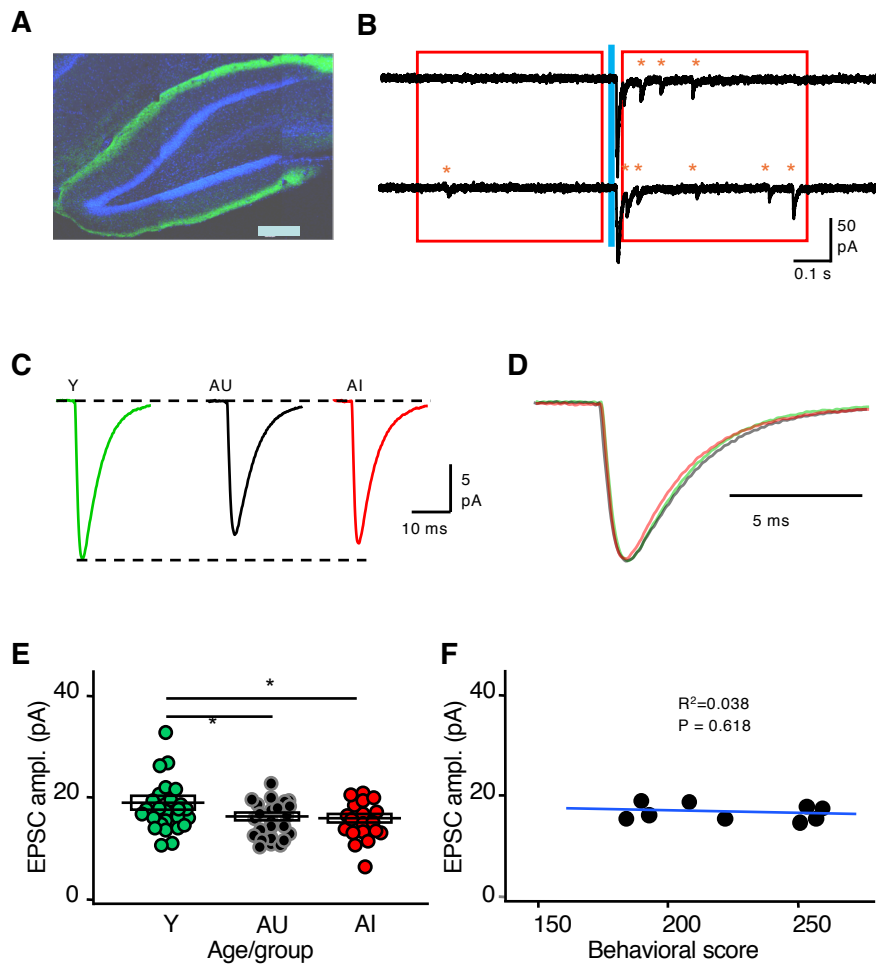 A
B
* * *
* * * * * *
50
pA
0.1 s
C
Y AU AI
5
pA
10 ms
D
5 ms
E
EPSC ampl. (pA)
40
20
0
*
*
Y AU AI
Age/group
F
EPSC ampl. (pA)
40
20
0
R²=0.038
P = 0.618
150 200 250
Behavioral score